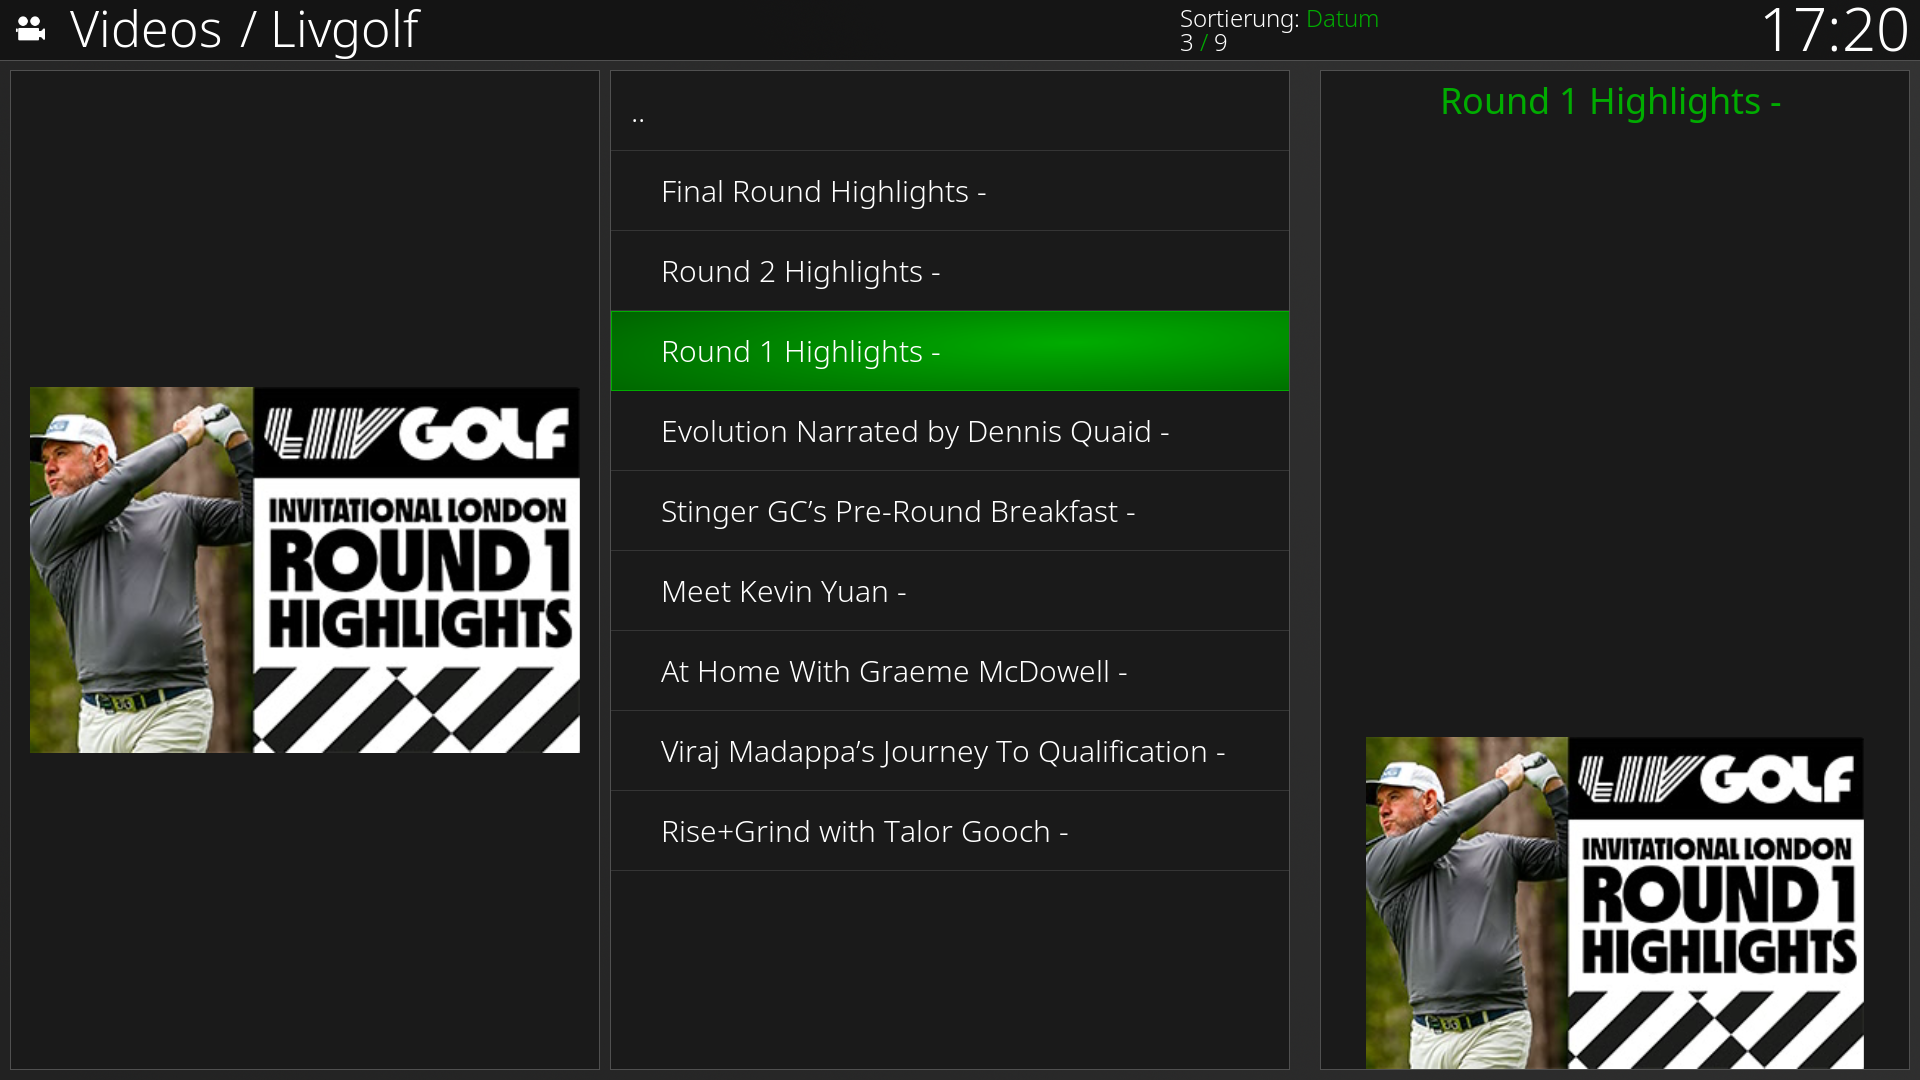 Videos / Livgolf
Sortierung: Datum
3 / 9
17:20
LIV GOLF
INVITATIONAL LONDON
ROUND 1
HIGHLIGHTS
..
Final Round Highlights -
Round 2 Highlights -
Round 1 Highlights -
Evolution Narrated by Dennis Quaid -
Stinger GC’s Pre-Round Breakfast -
Meet Kevin Yuan -
At Home With Graeme McDowell -
Viraj Madappa’s Journey To Qualification -
Rise+Grind with Talor Gooch -
Round 1 Highlights -
LIV GOLF
INVITATIONAL LONDON
ROUND 1
HIGHLIGHTS